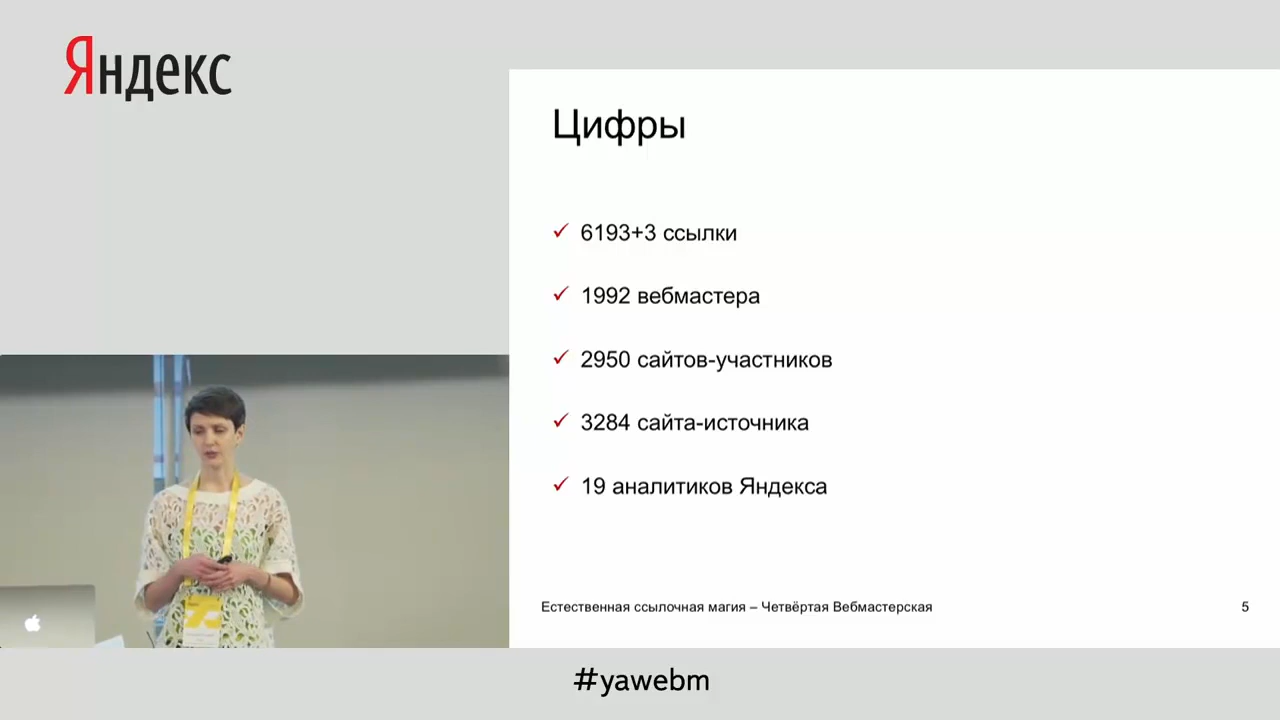 Яндекс
Цифры
6193+3 ссылки
1992 вебмастера
2950 сайтов-участников
3284 сайта-источника
19 аналитиков Яндекса
Естественная ссылочная магия – Четвёртая Вебмастерская
5
#yawebm